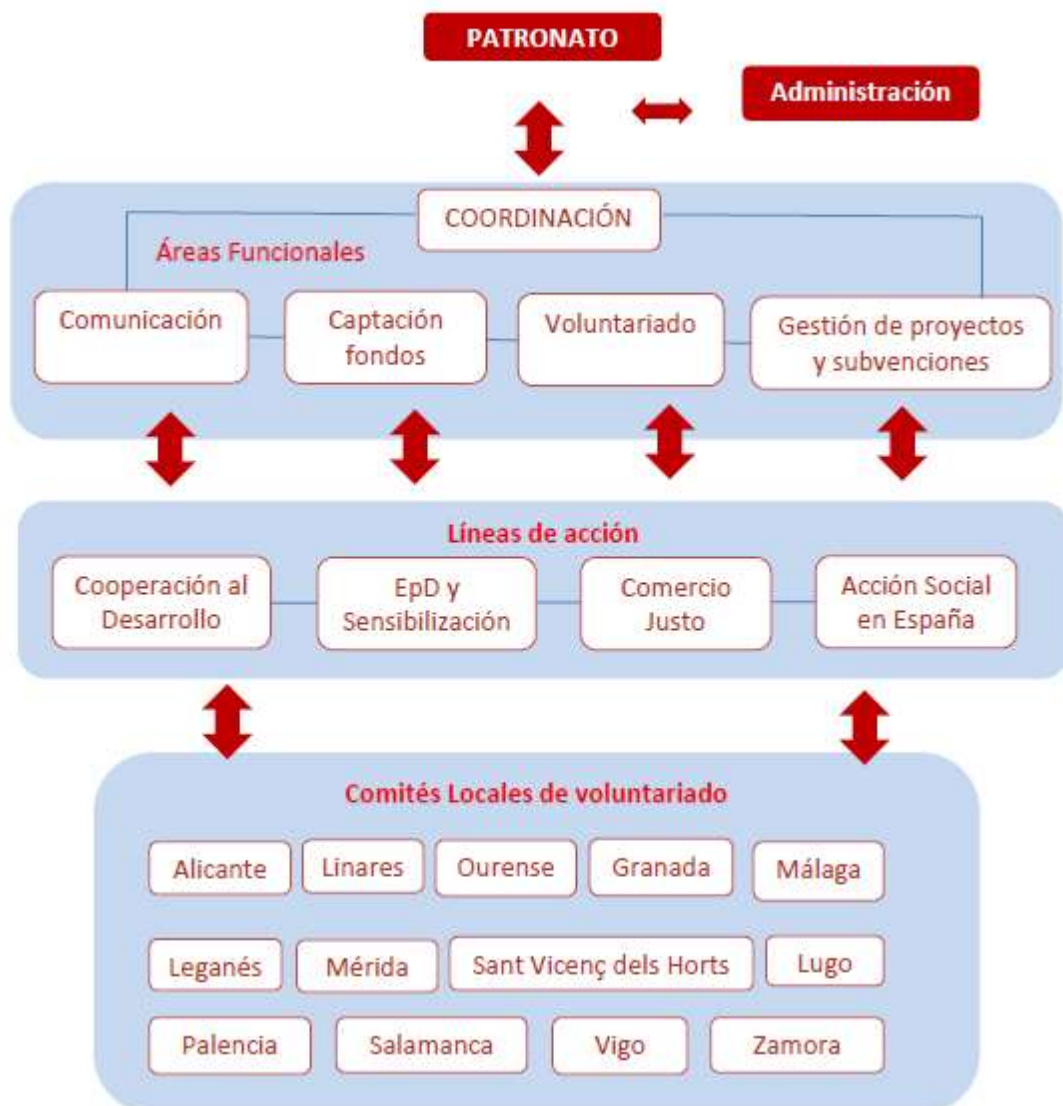 PATRONATO
Administración
COORDINACIÓN
Áreas Funcionales
Comunicación
Captación
fondos
Voluntariado
Gestión de proyectos
y subvenciones
Líneas de acción
Cooperación al
Desarrollo
EpD y
Sensibilización
Comercio
Justo
Acción Social
en España
Comités Locales de voluntariado
Alicante
Linares
Ourense
Granada
Málaga
Leganés
Mérida
Sant Vicenç dels Horts
Lugo
Palencia
Salamanca
Vigo
Zamora